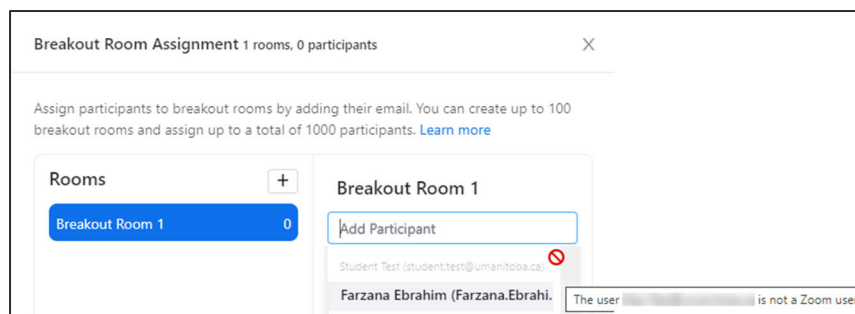 Breakout Room Assignment 1 rooms, 0 participants
Assign participants to breakout rooms by adding their email. You can create up to 100
breakout rooms and assign up to a total of 1000 participants. Learn more
Rooms
+
Breakout Room 1 0
Breakout Room 1
Add Participant
Student Test (student.test@umanitoba.ca)
Farzana Ebrahim (Farzana.Ebrahi.
The user is not a Zoom user